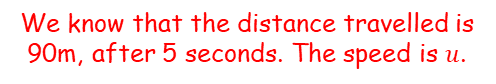 We know that the distance travelled is
90m, after 5 seconds. The speed is u.